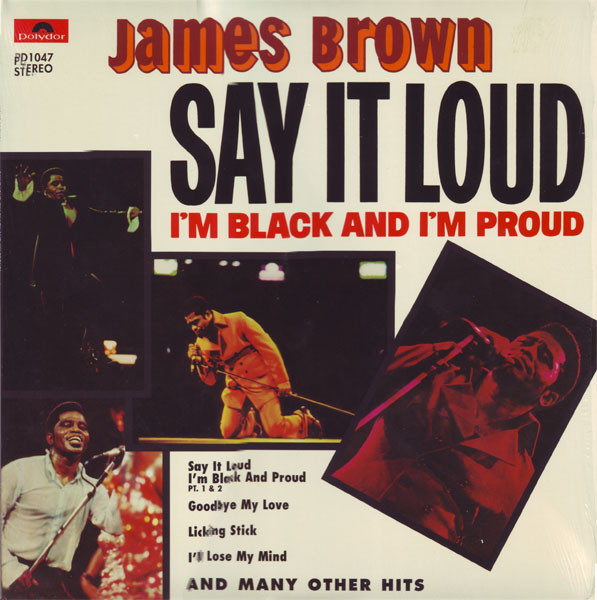 polydor
PD1047
STEREO
James Brown
SAY IT LOUD
I'M BLACK AND I'M PROUD
Say It Loud
I'm Black And Proud
PT. 1 & 2
Goodbye My Love
Licking Stick
I'll Lose My Mind
AND MANY OTHER HITS